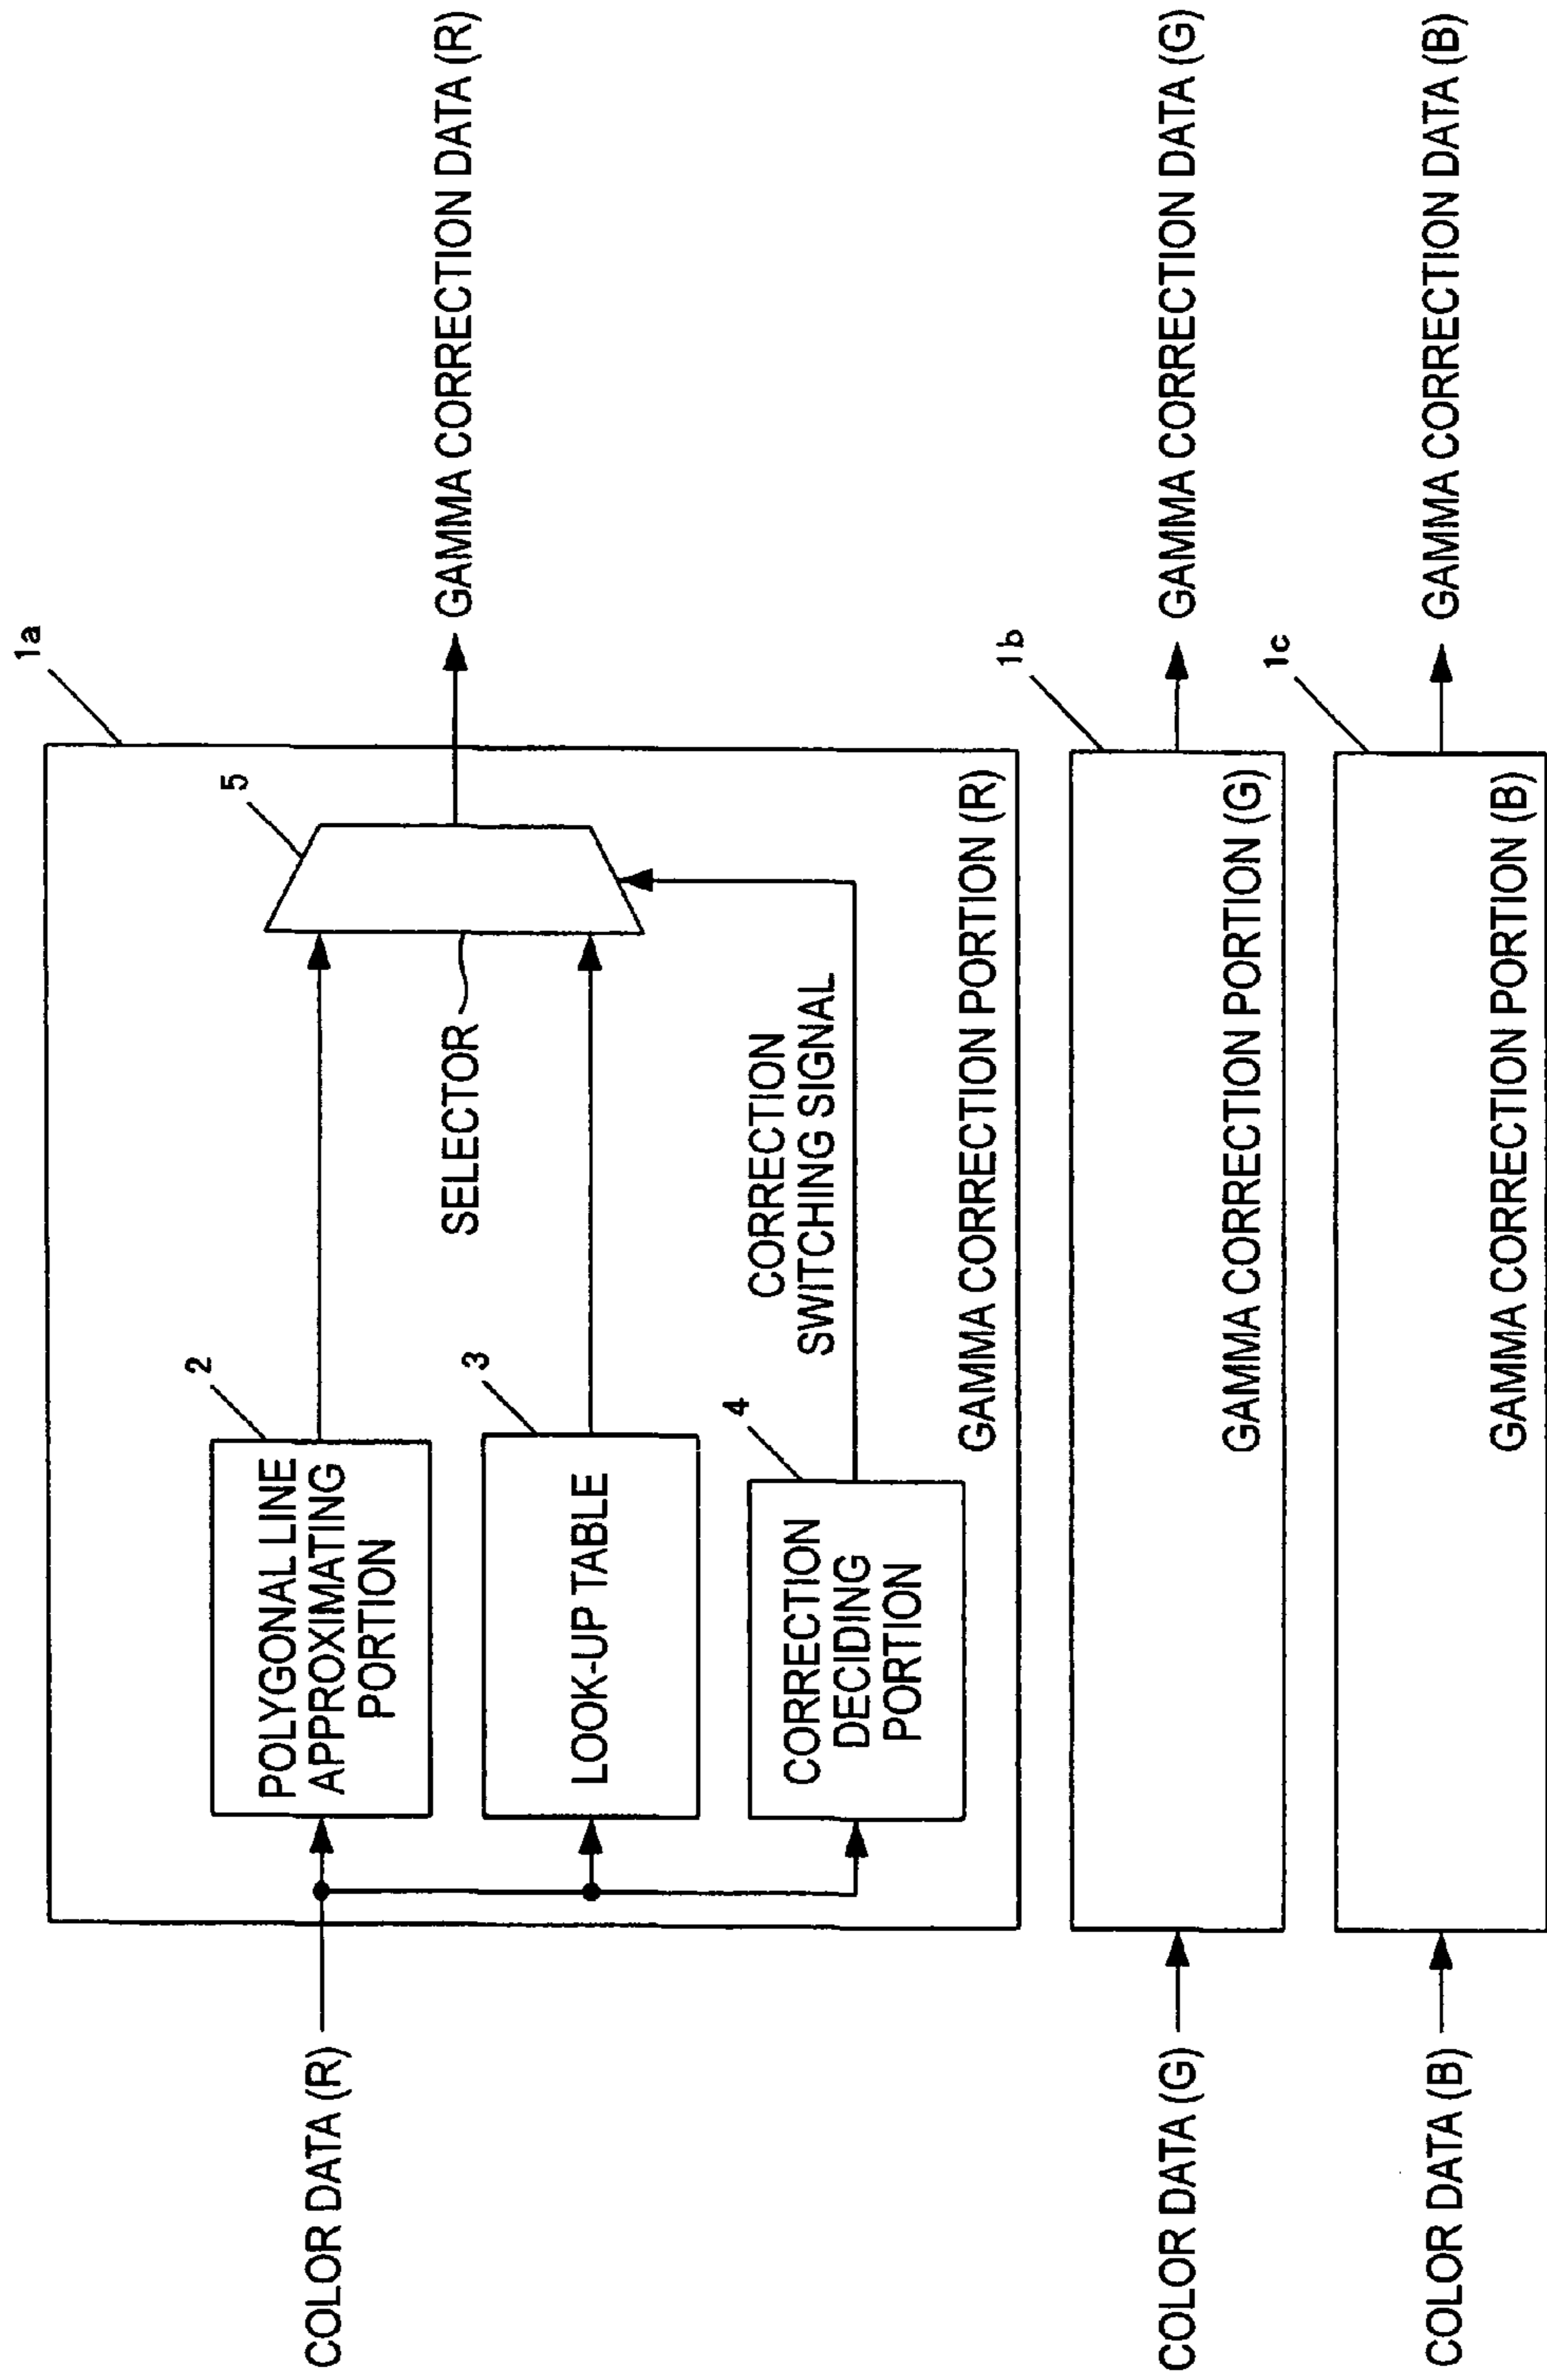 1a
5
COLOR DATA (R)
2
POLYGONAL LINE
APPROXIMATING
PORTION
SELECTOR
GAMMA CORRECTION DATA (R)
3
LOOK-UP TABLE
4
CORRECTION
DECIDING
PORTION
CORRECTION
SWITCHING SIGNAL
GAMMA CORRECTION PORTION (R)
1b
COLOR DATA (G)
GAMMA CORRECTION PORTION (G)
GAMMA CORRECTION DATA (G)
1c
COLOR DATA (B)
GAMMA CORRECTION PORTION (B)
GAMMA CORRECTION DATA (B)